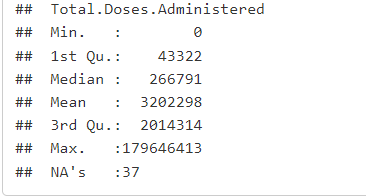 ##  Total.Doses.Administered
##  Min.   :        0
##  1st Qu.:    43322
##  Median :   266791
##  Mean   :  3202298
##  3rd Qu.:  2014314
##  Max.   :179646413
##  NA's   :37